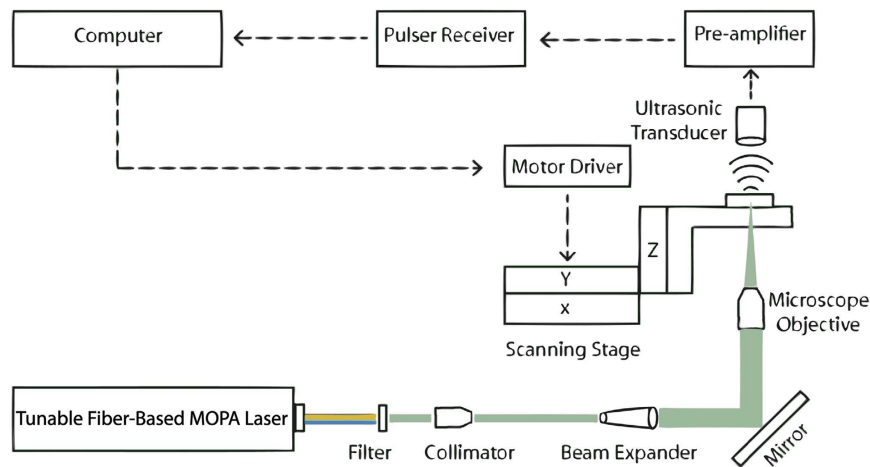 Computer
Pulser Receiver
Pre-amplifier
Ultrasonic
Transducer
Motor Driver
Z
Y
X
Microscope
Objective
Scanning Stage
Tunable Fiber-Based MOPA Laser
Filter
Collimator
Beam Expander
Mirror